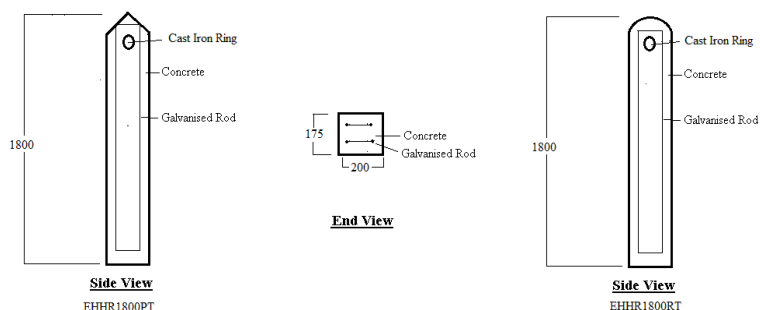 Cast Iron Ring
Concrete
Galvanised Rod
1800
Side View
EHHR1800PT
175
Concrete
Galvanised Rod
200
End View
Cast Iron Ring
Concrete
Galvanised Rod
1800
Side View
EHHR1800RT